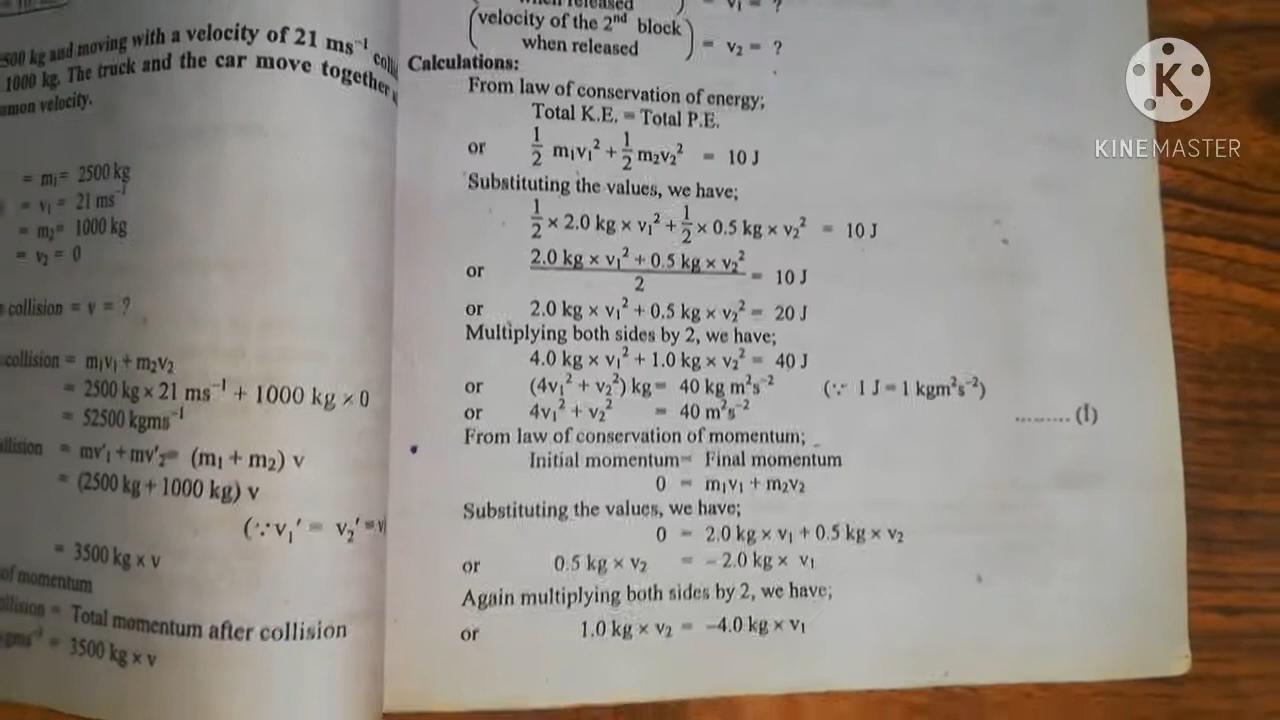 500 kg and moving with a velocity of 21 ms⁻¹
1000 kg. The truck and the car move together
velocity.
= m₁ = 2500 kg
= v₁ = 21 ms⁻¹
= m₂ = 1000 kg
= v₂ = 0
collision = v = ?
collision = m₁v₁ + m₂v₂
= 2500 kg × 21 ms⁻¹ + 1000 kg × 0
= 52500 kgms⁻¹
= mv'₁ + mv'₂ = (m₁ + m₂) v
= (2500 kg + 1000 kg) v
(∵ v₁' = v₂' = v
= 3500 kg × v
of momentum
= Total momentum after collision
= 3500 kg × v
when released = v₁ = ?
(velocity of the 2nd block
when released) = v₂ = ?
Calculations:
From law of conservation of energy;
Total K.E. = Total P.E.
or 1/2 m₁v₁² + 1/2 m₂v₂² = 10 J
Substituting the values, we have;
1/2 × 2.0 kg × v₁² + 1/2 × 0.5 kg × v₂² = 10 J
or (2.0 kg × v₁² + 0.5 kg × v₂²)/2 = 10 J
or 2.0 kg × v₁² + 0.5 kg × v₂² = 20 J
Multiplying both sides by 2, we have;
4.0 kg × v₁² + 1.0 kg × v₂² = 40 J
or (4v₁² + v₂²) kg = 40 kg m²s⁻² (∵ 1 J = 1 kgm²s⁻²)
or 4v₁² + v₂² = 40 m²s⁻² ......... (I)
From law of conservation of momentum;
Initial momentum = Final momentum
0 = m₁v₁ + m₂v₂
Substituting the values, we have;
0 = 2.0 kg × v₁ + 0.5 kg × v₂
or 0.5 kg × v₂ = – 2.0 kg × v₁
Again multiplying both sides by 2, we have;
or 1.0 kg × v₂ = –4.0 kg × v₁
K
KINEMASTER